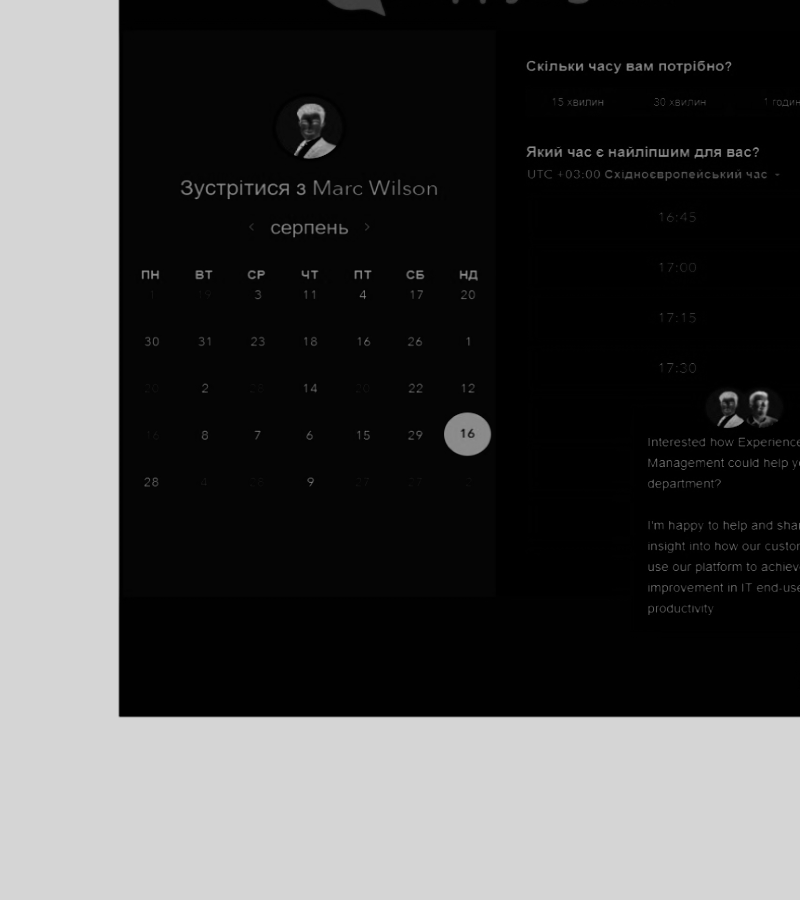 Зустрітися з Marc Wilson
‹ серпень ›
ПН ВТ СР ЧТ ПТ СБ НД
1 19 3 11 4 17 20
30 31 23 18 16 26 1
2 14 22 12
16 8 7 6 15 29 16
28 4 9 27 27 2
Скільки часу вам потрібно?
15 хвилин 30 хвилин 1 годин
Який час є найліпшим для вас?
UTC +03:00 Східноєвропейський час
16:45
17:00
17:15
17:30
Interested how Experience
Management could help yo
department?
I'm happy to help and shar
insight into how our custom
use our platform to achiev
improvement in IT end-use
productivity